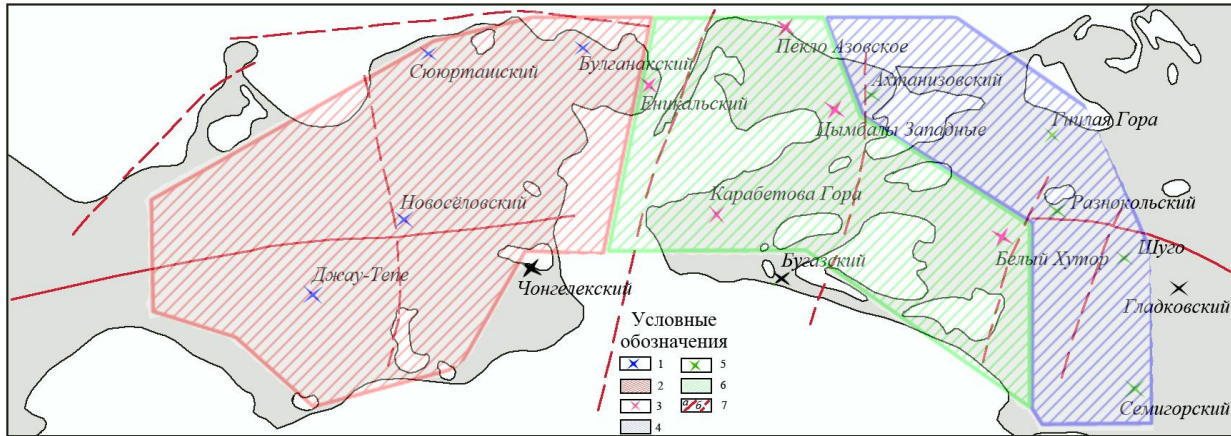 Пекло Азовское
Сююрташский
Булганакский
Еникальский
Ахтанизовский
Цымбалы Западные
Гнилая Гора
Новосёловский
Карабетова Гора
Разнокольский
Джау-Тепе
Чонгелекский
Бугазский
Белый Хутор
Шуго
Гладковский
Семигорский
Условные
обозначения
1 5
2 6
3 а б 7
4